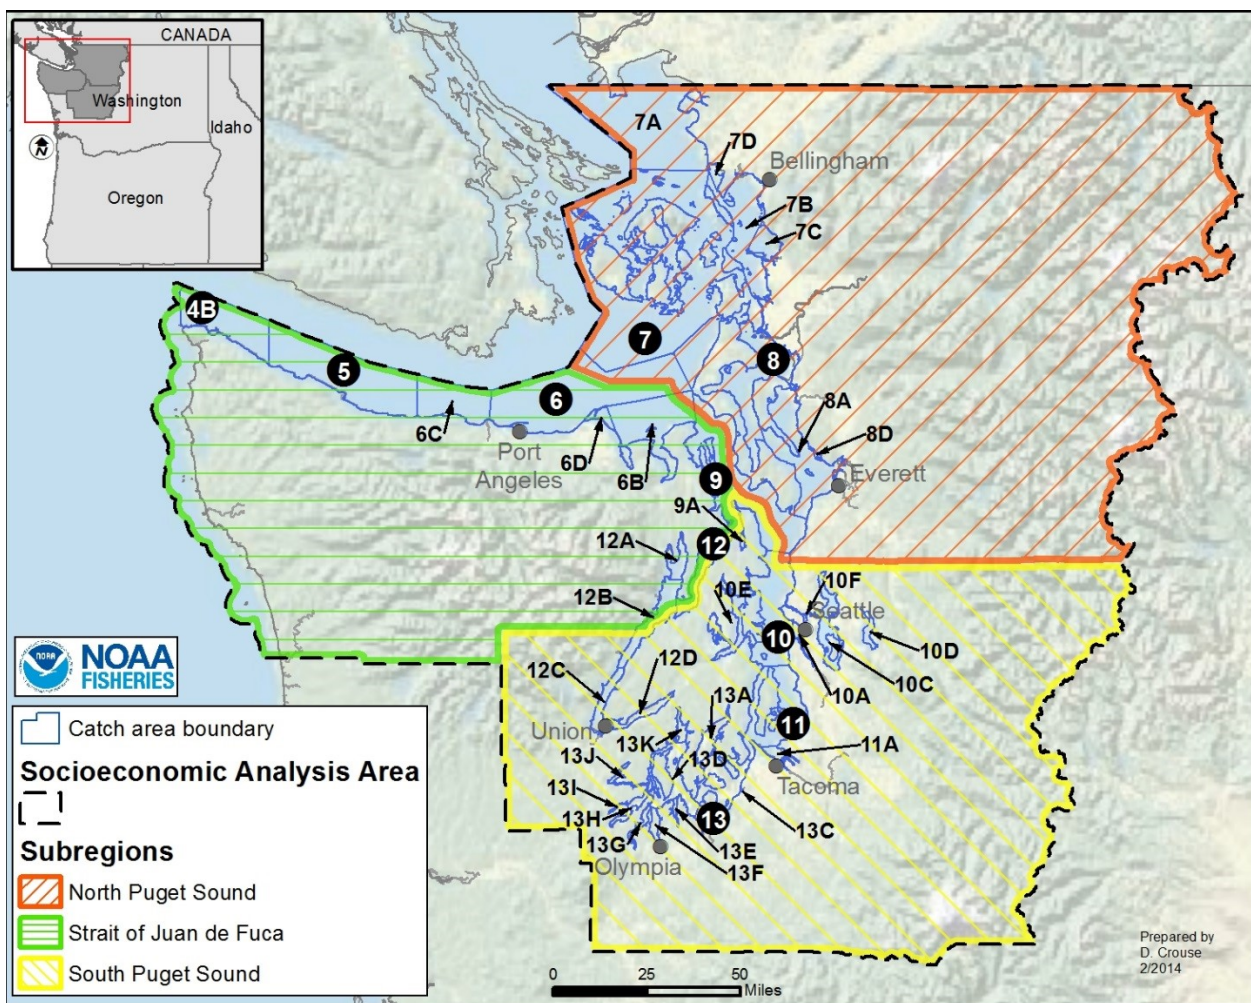 CANADA
Washington
Idaho
Oregon
N
7A
7D
Bellingham
7B
7C
4B
7
5
8
6
6C
8A
Port
Angeles
6D
6B
8D
Everett
9
9A
12A
12
10E
10F
12B
Seattle
10
10D
12C
12D
10C
10A
13A
Union
11
13K
11A
13J
13D
Tacoma
13I
13H
13
13C
13G
13E
Olympia
13F
NOAA
NOAA
FISHERIES
Catch area boundary
Socioeconomic Analysis Area
Subregions
North Puget Sound
Strait of Juan de Fuca
South Puget Sound
0 25 50
Miles
Prepared by
D. Crouse
2/2014